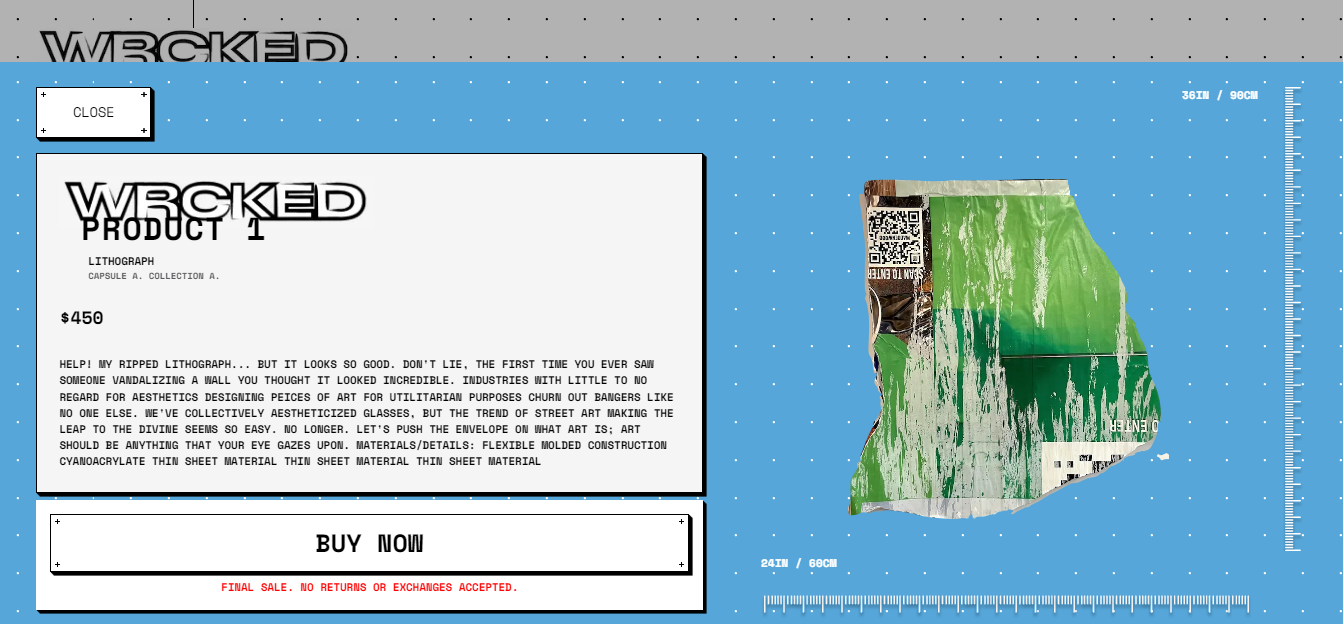 WRCKED
CLOSE
36IN / 90CM
WRCKED
PRODUCT 1
LITHOGRAPH
CAPSULE A. COLLECTION A.
$450
HELP! MY RIPPED LITHOGRAPH... BUT IT LOOKS SO GOOD. DON'T LIE, THE FIRST TIME YOU EVER SAW
SOMEONE VANDALIZING A WALL YOU THOUGHT IT LOOKED INCREDIBLE. INDUSTRIES WITH LITTLE TO NO
REGARD FOR AESTHETICS DESIGNING PEICES OF ART FOR UTILITARIAN PURPOSES CHURN OUT BANGERS LIKE
NO ONE ELSE. WE'VE COLLECTIVELY AESTHETICIZED GLASSES, BUT THE TREND OF STREET ART MAKING THE
LEAP TO THE DIVINE SEEMS SO EASY. NO LONGER. LET'S PUSH THE ENVELOPE ON WHAT ART IS; ART
SHOULD BE ANYTHING THAT YOUR EYE GAZES UPON. MATERIALS/DETAILS: FLEXIBLE MOLDED CONSTRUCTION
CYANOACRYLATE THIN SHEET MATERIAL THIN SHEET MATERIAL THIN SHEET MATERIAL
SCAN TO ENTER
O ENTER
BUY NOW
FINAL SALE. NO RETURNS OR EXCHANGES ACCEPTED.
24IN / 60CM